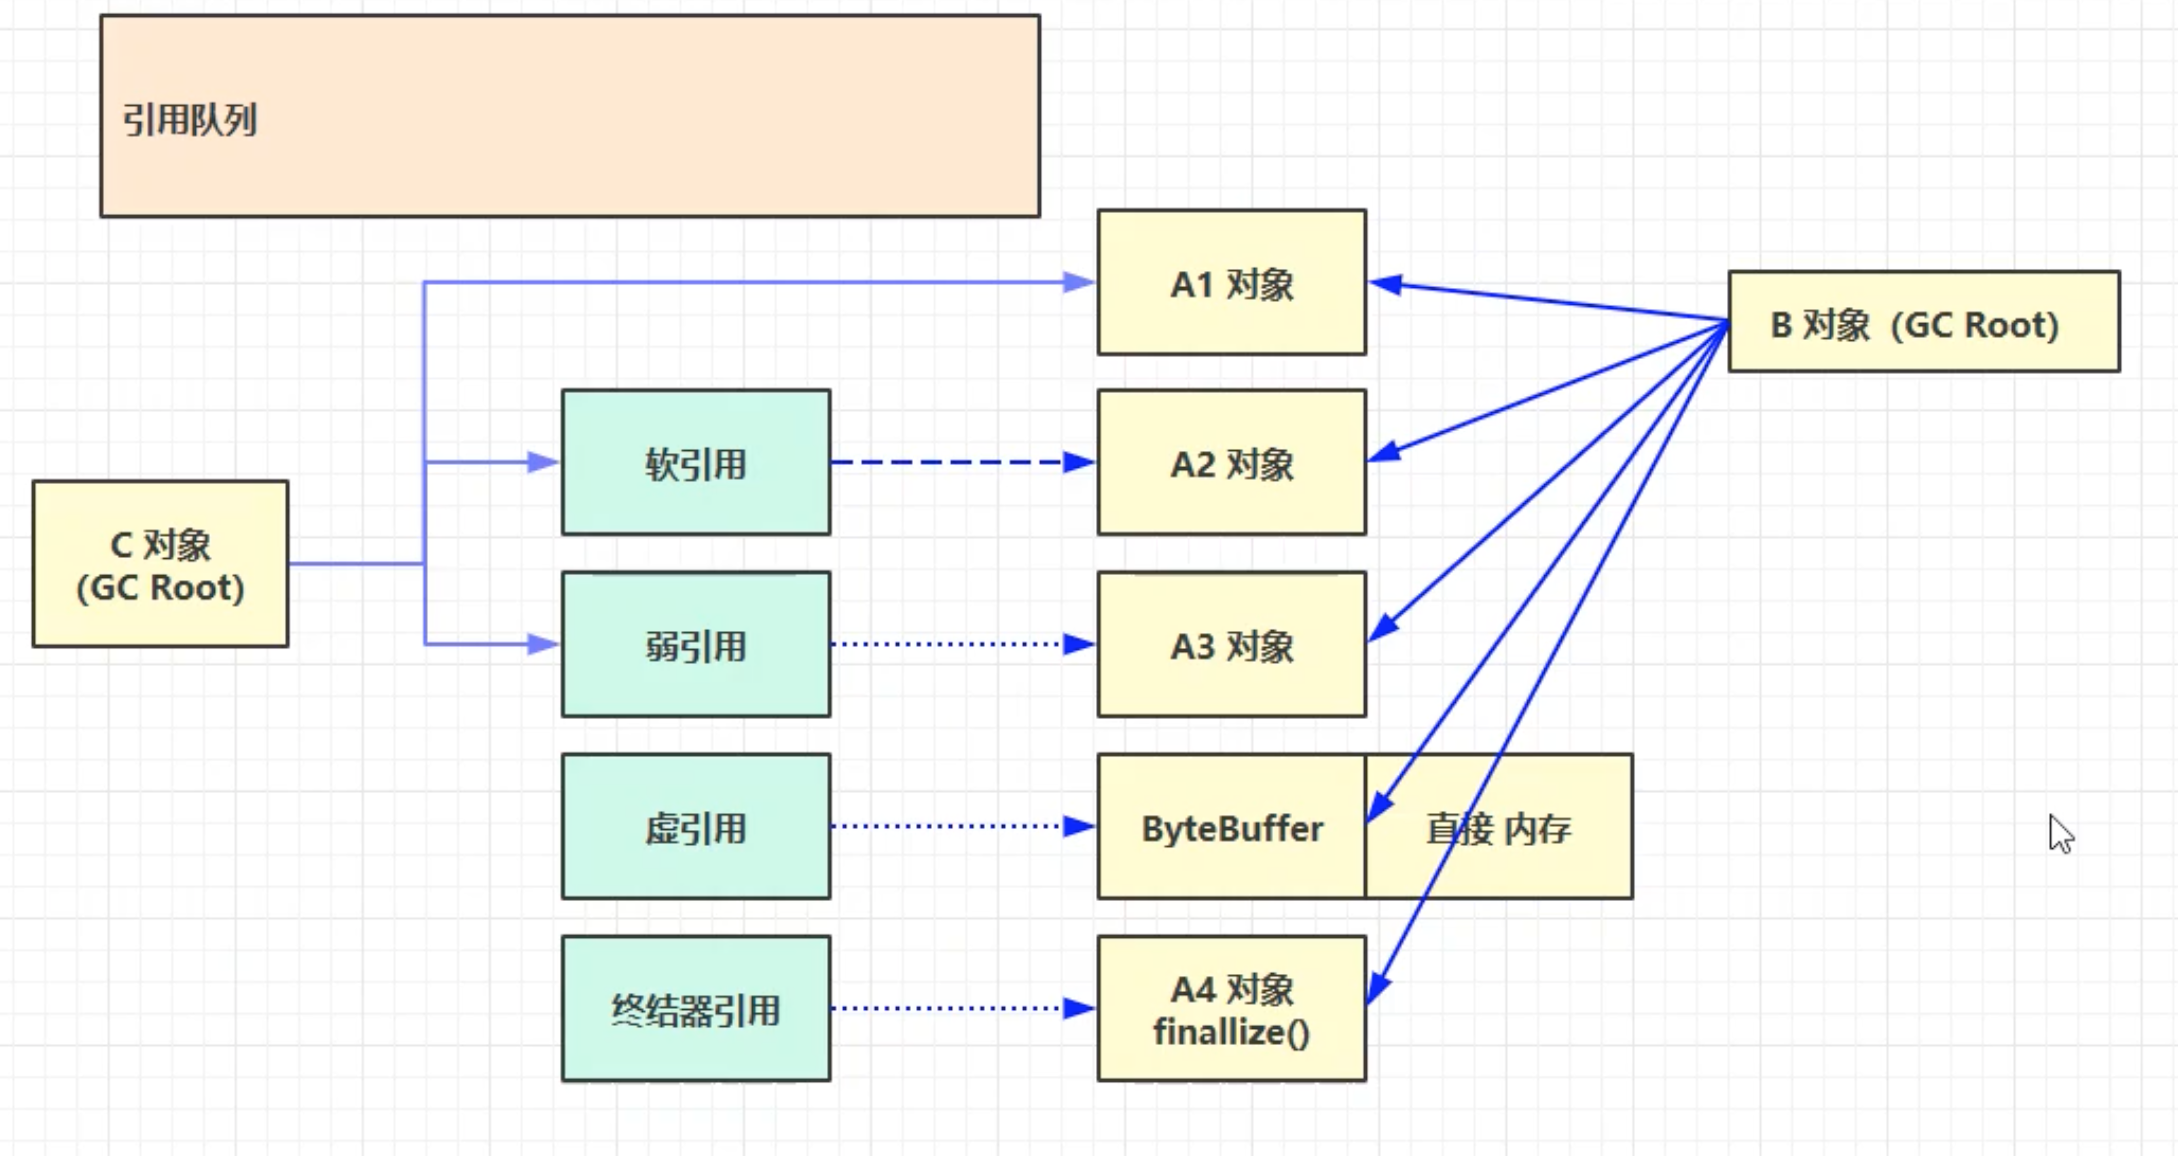 引用队列
A1 对象
B 对象（GC Root）
软引用
A2 对象
C 对象
(GC Root)
弱引用
A3 对象
虚引用
ByteBuffer
直接 内存
终结器引用
A4 对象
finallize()